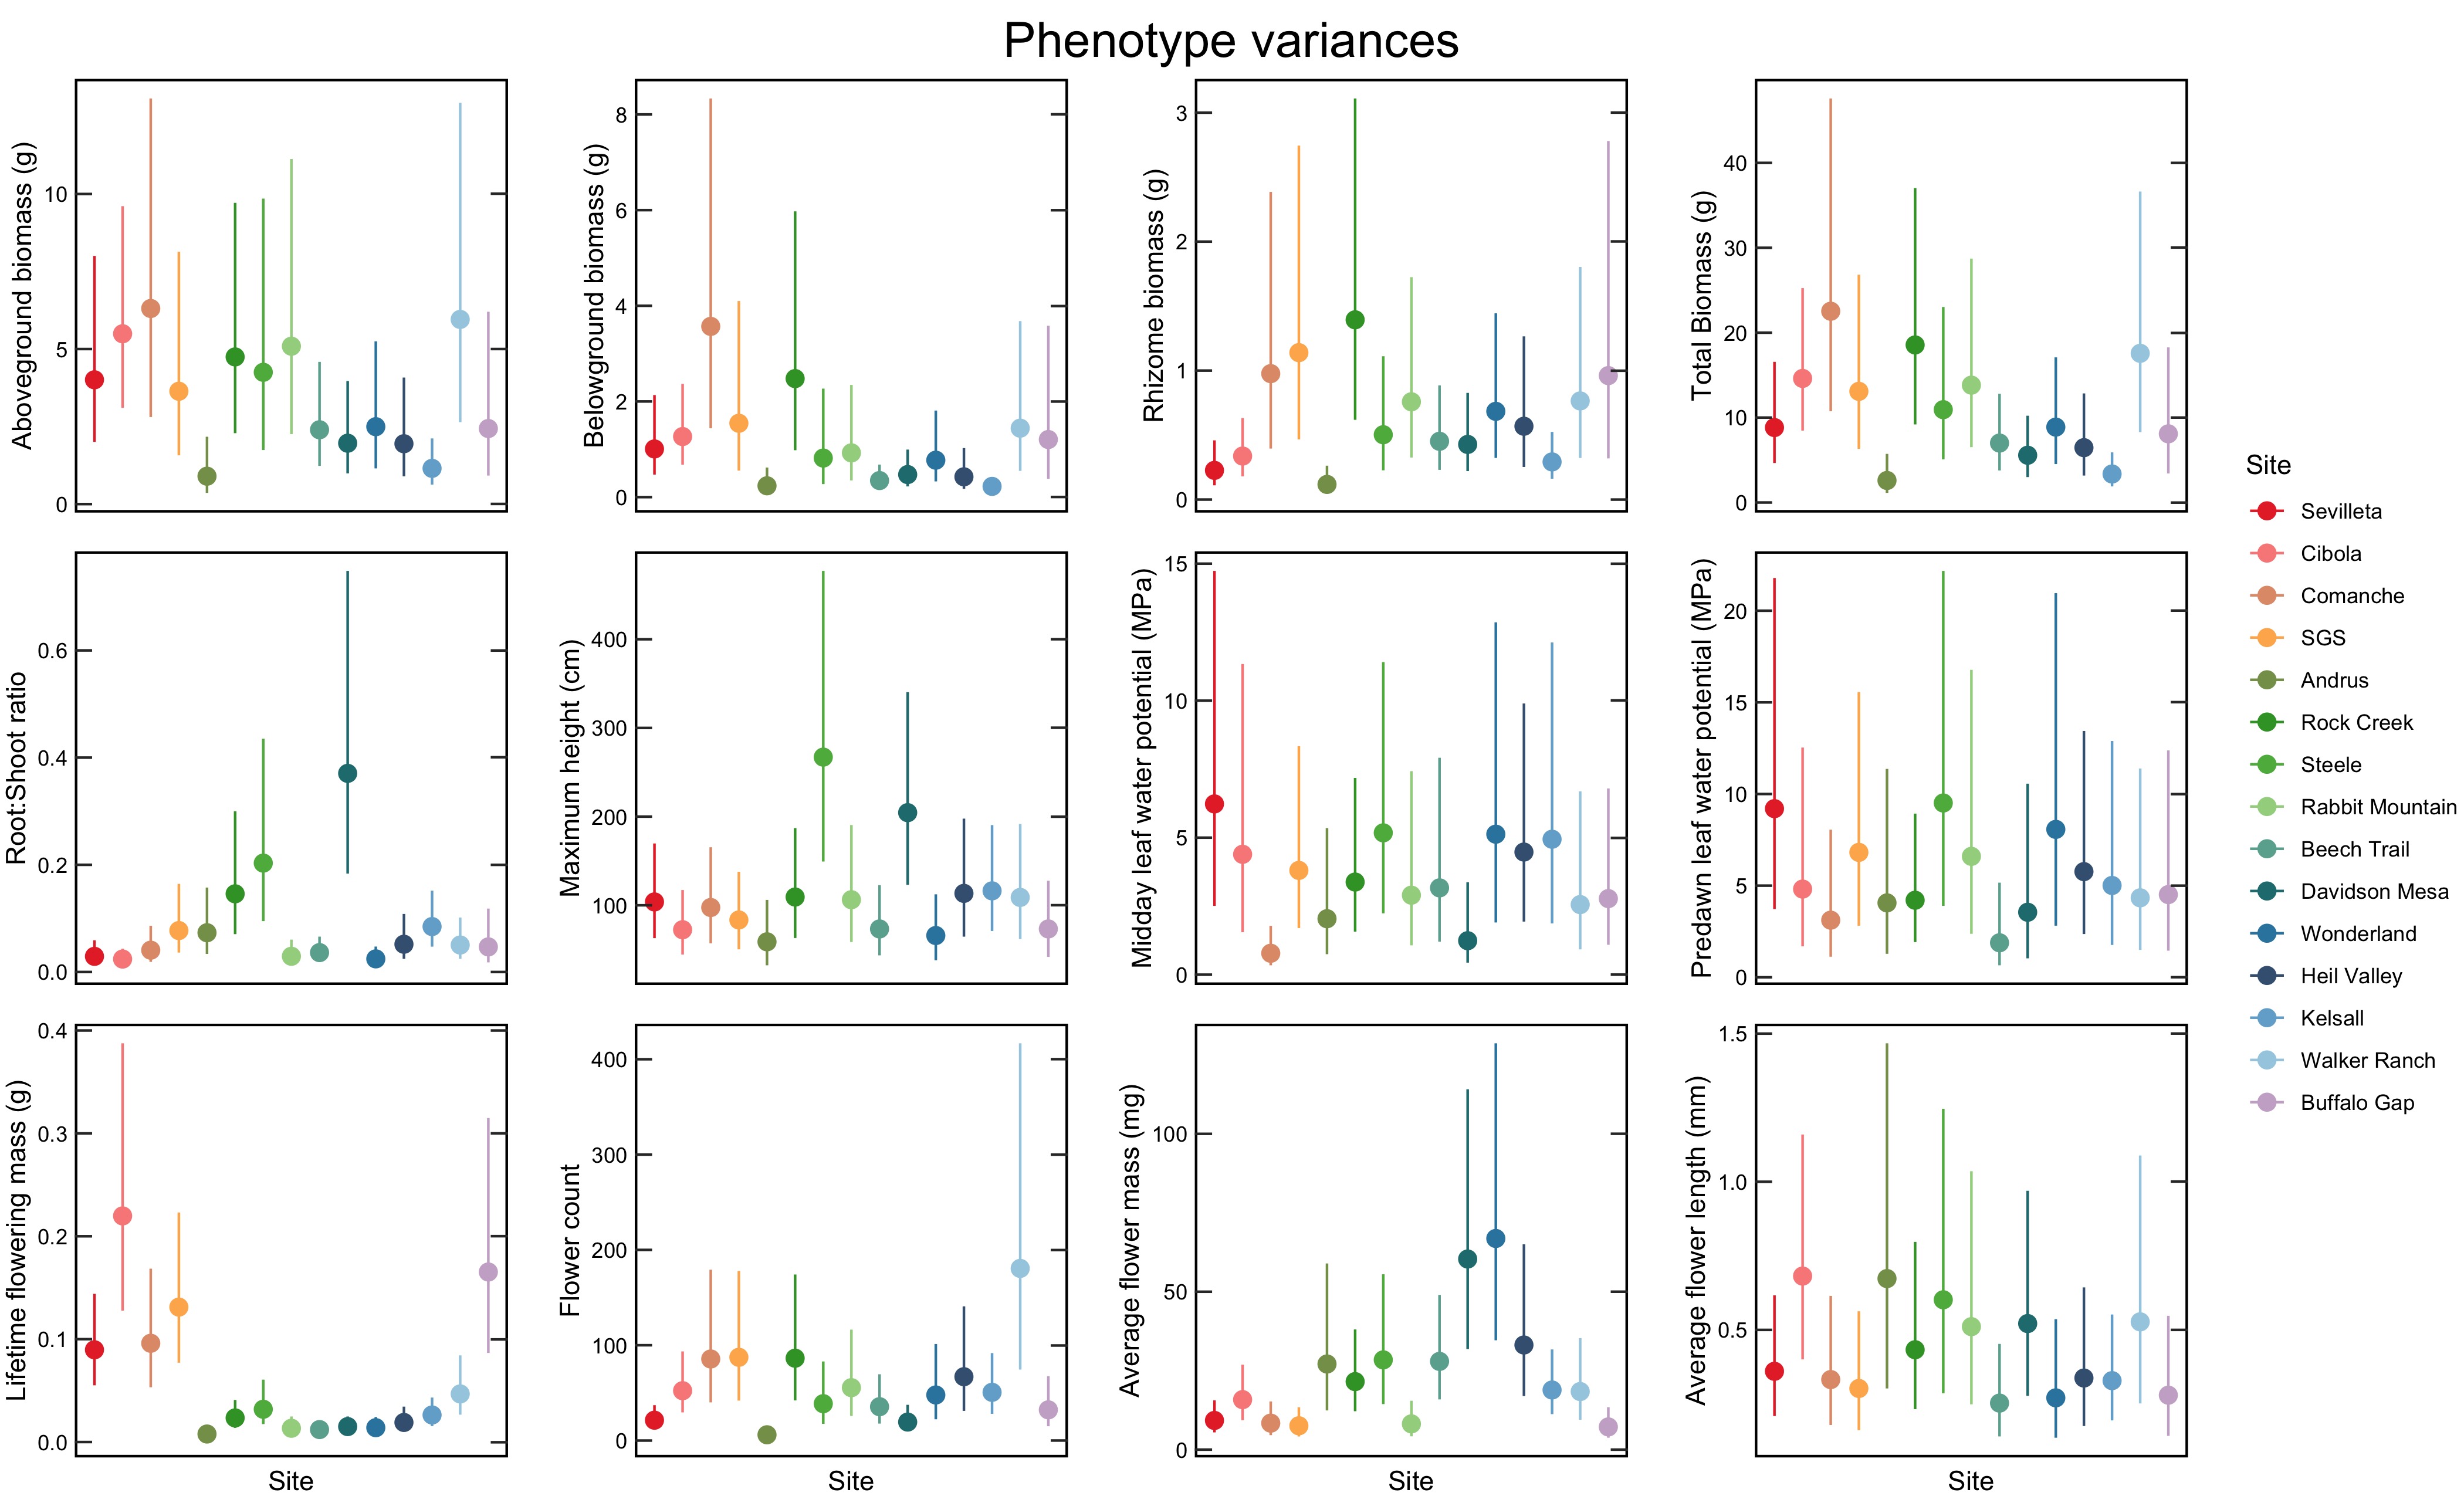 Phenotype variances
Aboveground biomass (g)
10
5
0
Belowground biomass (g)
8
6
4
2
0
Rhizome biomass (g)
3
2
1
0
Total Biomass (g)
40
30
20
10
0
Root:Shoot ratio
0.6
0.4
0.2
0.0
Maximum height (cm)
400
300
200
100
Midday leaf water potential (MPa)
15
10
5
0
Predawn leaf water potential (MPa)
20
15
10
5
0
Lifetime flowering mass (g)
0.4
0.3
0.2
0.1
0.0
Site
Flower count
400
300
200
100
0
Site
Average flower mass (mg)
100
50
0
Site
Average flower length (mm)
1.5
1.0
0.5
Site
Site
Sevilleta
Cibola
Comanche
SGS
Andrus
Rock Creek
Steele
Rabbit Mountain
Beech Trail
Davidson Mesa
Wonderland
Heil Valley
Kelsall
Walker Ranch
Buffalo Gap